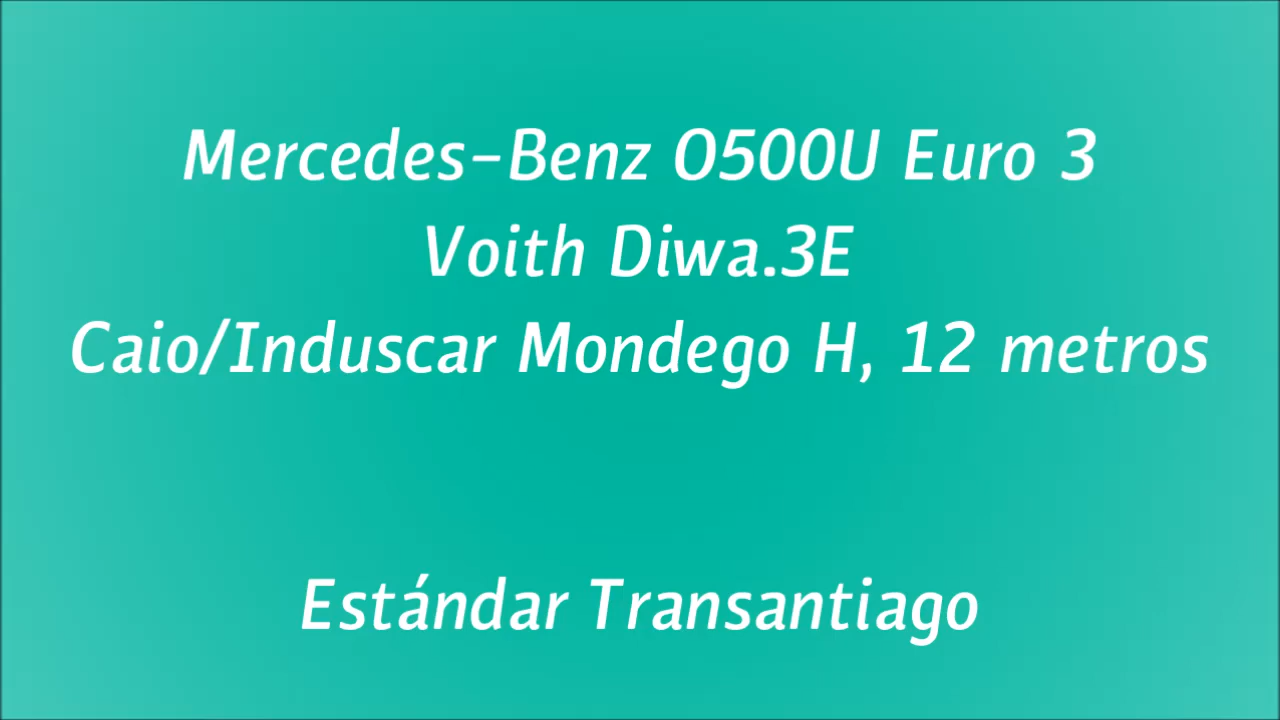 Mercedes-Benz O500U Euro 3
Voith Diwa.3E
Caio/Induscar Mondego H, 12 metros
Estándar Transantiago